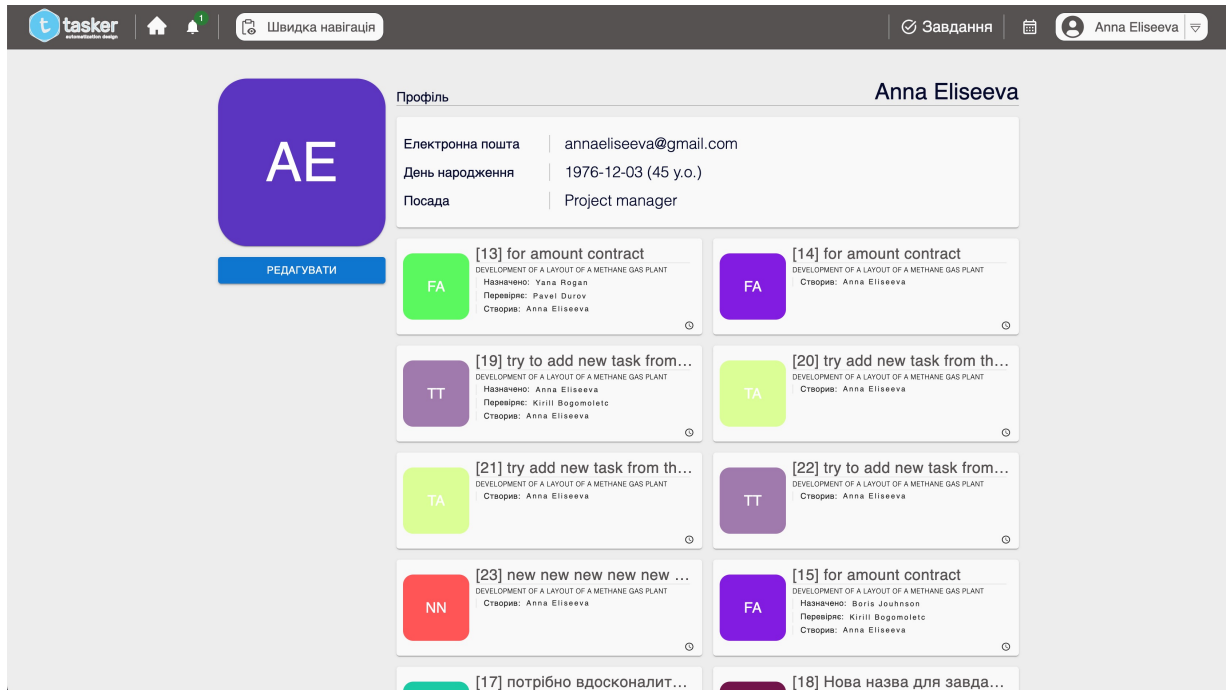 tasker
automatization design
1
Швидка навігація
Завдання
Anna Eliseeva
AE
РЕДАГУВАТИ
Профіль
Anna Eliseeva
Електронна пошта annaeliseeva@gmail.com
День народження 1976-12-03 (45 y.o.)
Посада Project manager
FA
[13] for amount contract
DEVELOPMENT OF A LAYOUT OF A METHANE GAS PLANT
Назначено: Yana Rogan
Перевіряє: Pavel Durov
Створив: Anna Eliseeva
FA
[14] for amount contract
DEVELOPMENT OF A LAYOUT OF A METHANE GAS PLANT
Створив: Anna Eliseeva
TT
[19] try to add new task from...
DEVELOPMENT OF A LAYOUT OF A METHANE GAS PLANT
Назначено: Anna Eliseeva
Перевіряє: Kirill Bogomoletc
Створив: Anna Eliseeva
TA
[20] try add new task from th...
DEVELOPMENT OF A LAYOUT OF A METHANE GAS PLANT
Створив: Anna Eliseeva
TA
[21] try add new task from th...
DEVELOPMENT OF A LAYOUT OF A METHANE GAS PLANT
Створив: Anna Eliseeva
TT
[22] try to add new task from...
DEVELOPMENT OF A LAYOUT OF A METHANE GAS PLANT
Створив: Anna Eliseeva
NN
[23] new new new new new ...
DEVELOPMENT OF A LAYOUT OF A METHANE GAS PLANT
Створив: Anna Eliseeva
FA
[15] for amount contract
DEVELOPMENT OF A LAYOUT OF A METHANE GAS PLANT
Назначено: Boris Jouhnson
Перевіряє: Kirill Bogomoletc
Створив: Anna Eliseeva
[17] потрібно вдосконалит...
[18] Нова назва для завда...